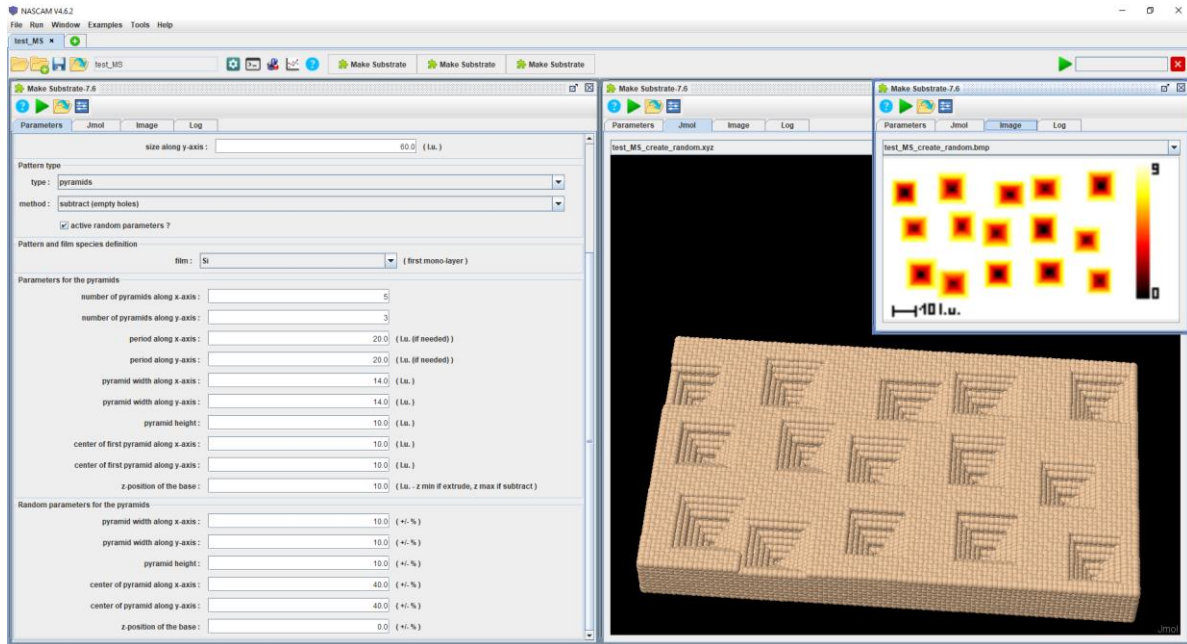 NASCAM V4.6.2
File Run Window Examples Tools Help
test_MS
test_MS Make Substrate Make Substrate Make Substrate
Make Substrate-7.6
Parameters Jmol Image Log
size along y-axis : 60.0 ( l.u. )
Pattern type
type : pyramids
method : subtract (empty holes)
active random parameters ?
Pattern and film species definition
film : Si ( first mono-layer )
Parameters for the pyramids
number of pyramids along x-axis : 5
number of pyramids along y-axis : 3
period along x-axis : 20.0 ( l.u. (if needed) )
period along y-axis : 20.0 ( l.u. (if needed) )
pyramid width along x-axis : 14.0 ( l.u. )
pyramid width along y-axis : 14.0 ( l.u. )
pyramid height : 10.0 ( l.u. )
center of first pyramid along x-axis : 10.0 ( l.u. )
center of first pyramid along y-axis : 10.0 ( l.u. )
z-position of the base : 10.0 ( l.u. - z min if extrude, z max if subtract )
Random parameters for the pyramids
pyramid width along x-axis : 10.0 ( +/- % )
pyramid width along y-axis : 10.0 ( +/- % )
pyramid height : 10.0 ( +/- % )
center of pyramid along x-axis : 40.0 ( +/- % )
center of pyramid along y-axis : 40.0 ( +/- % )
z-position of the base : 0.0 ( +/- % )
Make Substrate-7.6
Parameters Jmol Image Log
test_MS_create_random.xyz
Jmol
Make Substrate-7.6
Parameters Jmol Image Log
test_MS_create_random.bmp
9
0
10 l.u.